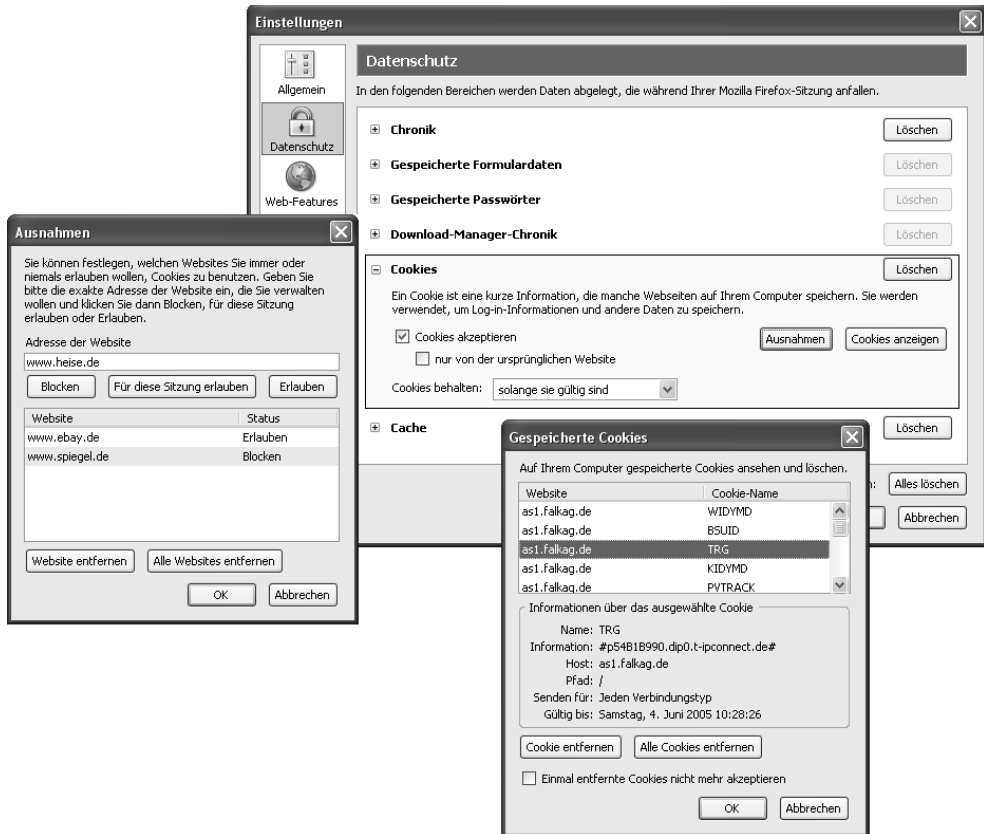 Einstellungen
Allgemein
Datenschutz
Web-Features
Datenschutz
In den folgenden Bereichen werden Daten abgelegt, die während Ihrer Mozilla Firefox-Sitzung anfallen.
Chronik Löschen
Gespeicherte Formulardaten Löschen
Gespeicherte Passwörter Löschen
Download-Manager-Chronik Löschen
Cookies Löschen
Ein Cookie ist eine kurze Information, die manche Webseiten auf Ihrem Computer speichern. Sie werden
verwendet, um Log-in-Informationen und andere Daten zu speichern.
Cookies akzeptieren Ausnahmen Cookies anzeigen
nur von der ursprünglichen Website
Cookies behalten: solange sie gültig sind
Cache Löschen
Alles löschen
Abbrechen
Ausnahmen
Sie können festlegen, welchen Websites Sie immer oder
niemals erlauben wollen, Cookies zu benutzen. Geben Sie
bitte die exakte Adresse der Website ein, die Sie verwalten
wollen und klicken Sie dann Blocken, für diese Sitzung
erlauben oder Erlauben.
Adresse der Website
www.heise.de
Blocken Für diese Sitzung erlauben Erlauben
Website Status
www.ebay.de Erlauben
www.spiegel.de Blocken
Website entfernen Alle Websites entfernen
OK Abbrechen
Gespeicherte Cookies
Auf Ihrem Computer gespeicherte Cookies ansehen und löschen.
Website Cookie-Name
as1.falkag.de WIDYMD
as1.falkag.de BSUID
as1.falkag.de TRG
as1.falkag.de KIDYMD
as1.falkag.de PVTRACK
Informationen über das ausgewählte Cookie
Name: TRG
Information: #p54B1B990.dip0.t-ipconnect.de#
Host: as1.falkag.de
Pfad: /
Senden für: Jeden Verbindungstyp
Gültig bis: Samstag, 4. Juni 2005 10:28:26
Cookie entfernen Alle Cookies entfernen
Einmal entfernte Cookies nicht mehr akzeptieren
OK Abbrechen